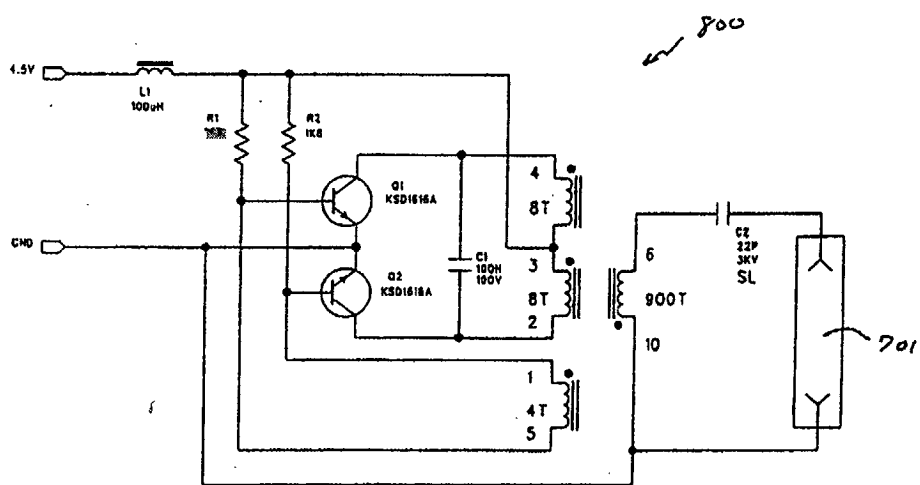 800
4.5V
L1
100uH
R1
R2
1K6
4
Q1
KSD1616A
8T
GND
C1
100N
100V
3
6
C2
22P
3KV
SL
Q2
KSD1616A
8T
900T
2
10
701
1
4T
5